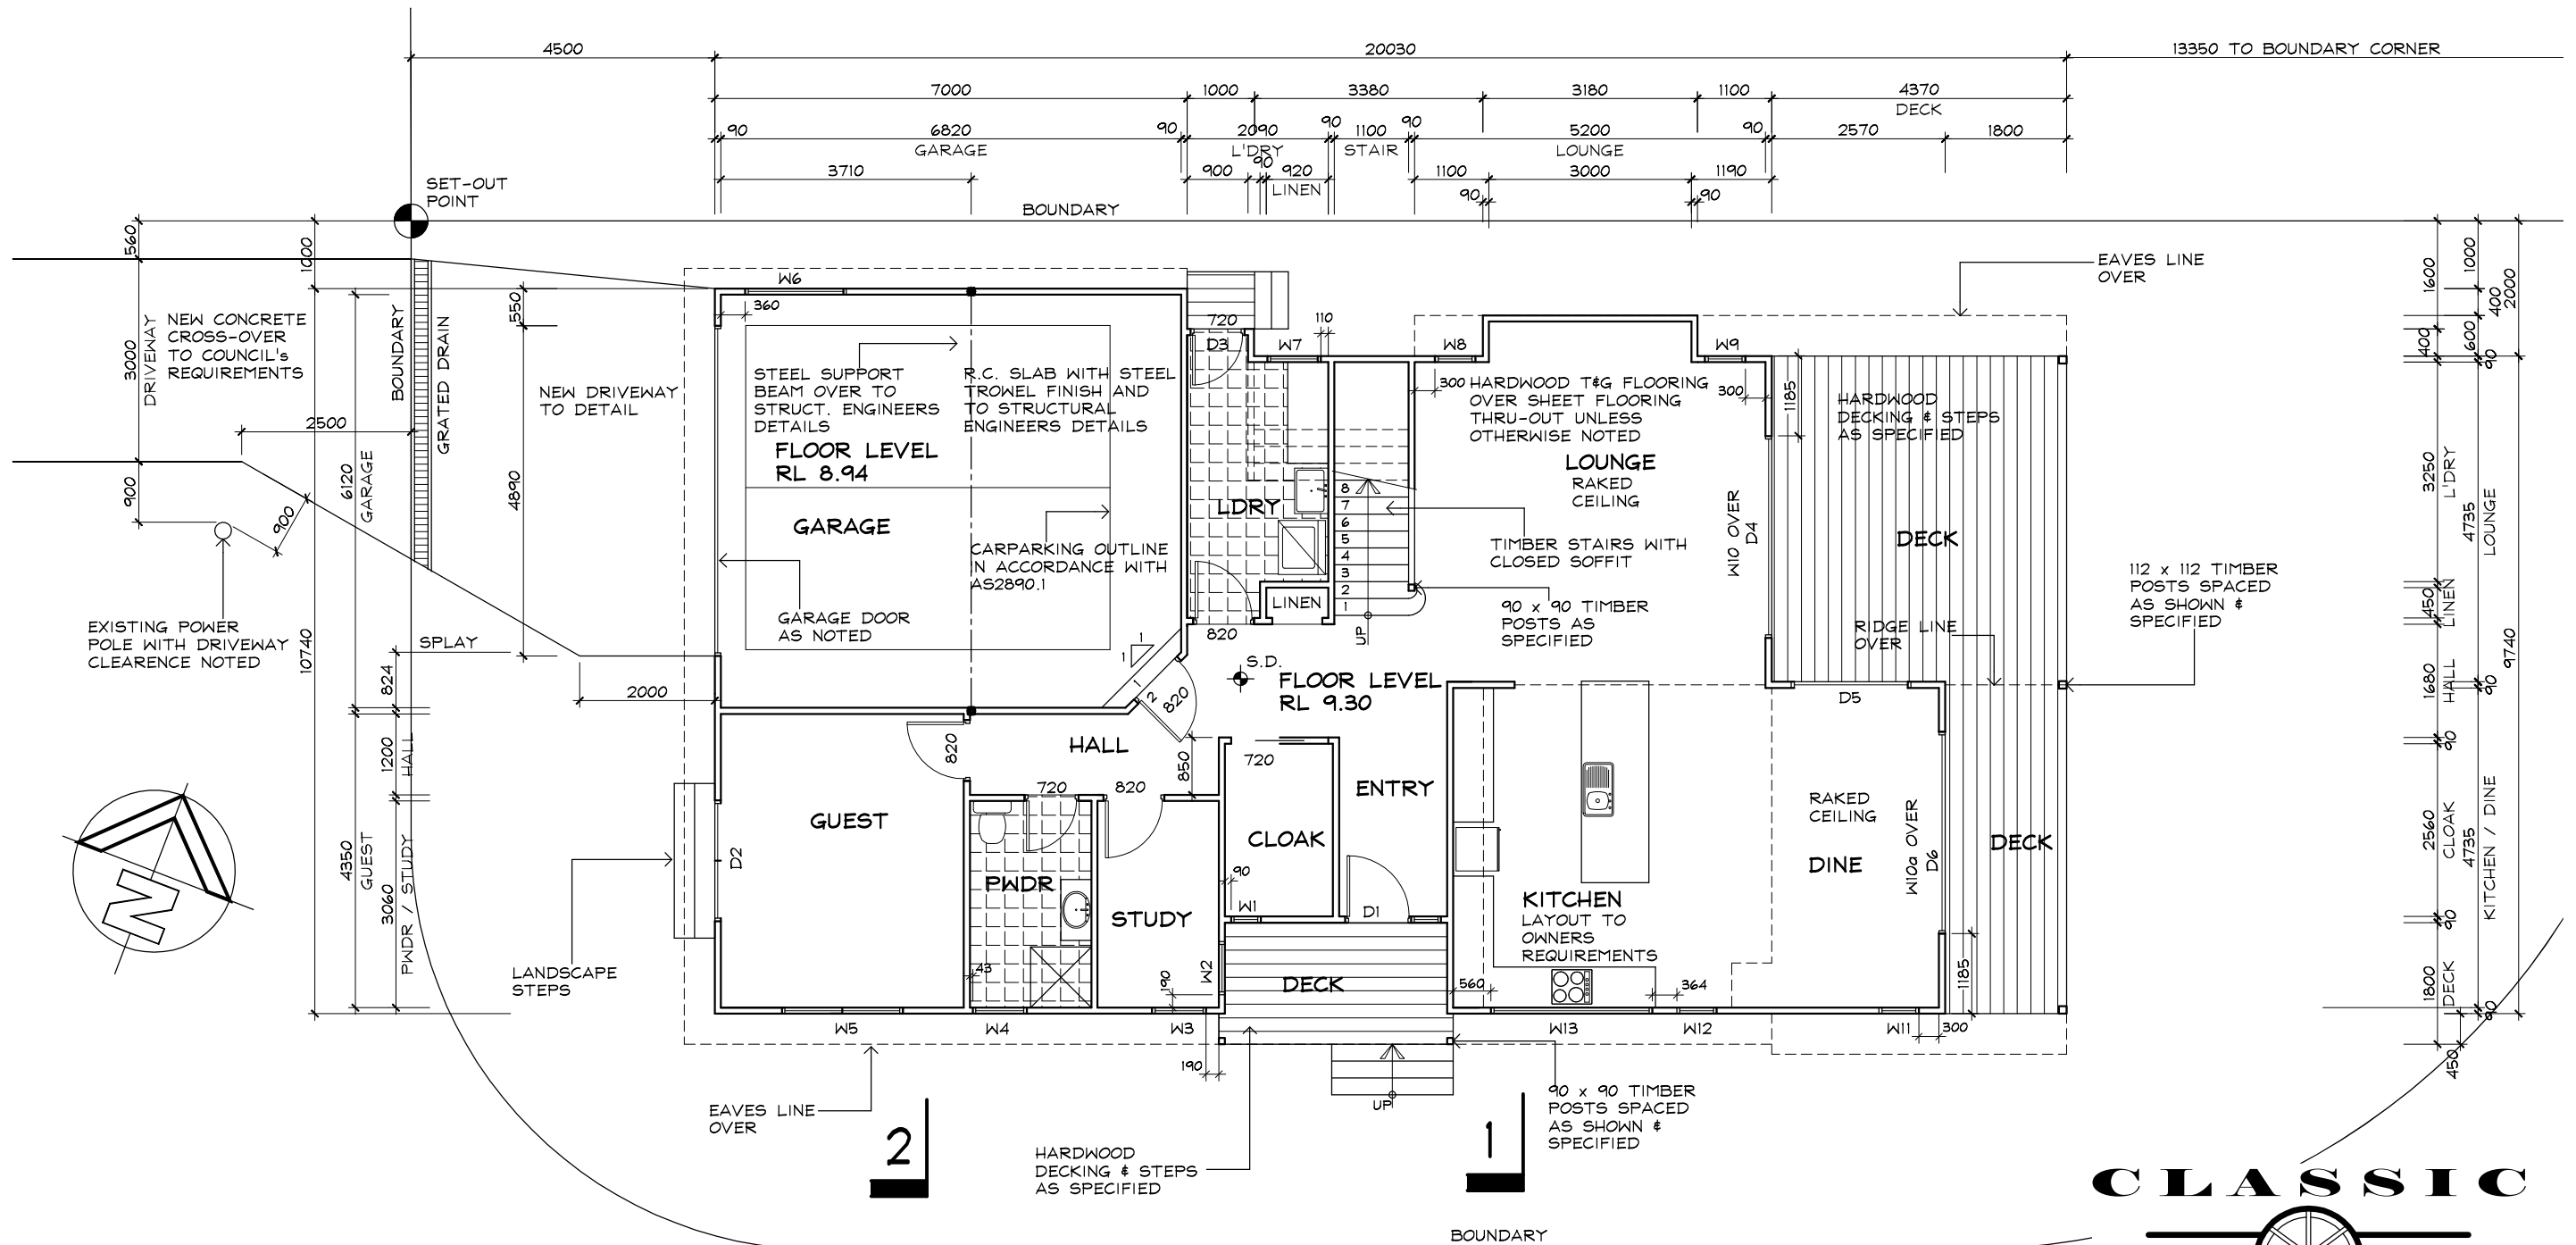 4500
20030
13350 TO BOUNDARY CORNER
7000
1000
3380
3180
1100
4370
DECK
90
6820
GARAGE
90
2090
L'DRY
90
1100
STAIR
90
5200
LOUNGE
90
2570
1800
3710
900
90
920
LINEN
1100
90
3000
90
1190
SET-OUT
POINT
BOUNDARY
560
3000
DRIVEWAY
900
1000
10740
NEW CONCRETE
CROSS-OVER
TO COUNCIL's
REQUIREMENTS
2500
900
EXISTING POWER
POLE WITH DRIVEWAY
CLEARENCE NOTED
6120
GARAGE
BOUNDARY
GRATED DRAIN
550
4890
NEW DRIVEWAY
TO DETAIL
SPLAY
824
2000
1200
HALL
4350
GUEST
3060
PWDR / STUDY
N
LANDSCAPE
STEPS
W6
360
STEEL SUPPORT
BEAM OVER TO
STRUCT. ENGINEERS
DETAILS
R.C. SLAB WITH STEEL
TROWEL FINISH AND
TO STRUCTURAL
ENGINEERS DETAILS
FLOOR LEVEL
RL 8.94
GARAGE
CARPARKING OUTLINE
IN ACCORDANCE WITH
AS2890.1
GARAGE DOOR
AS NOTED
1
1
1
2
820
720
D3
W7
110
LDRY
LINEN
820
8
7
6
5
4
3
2
1
UP
W8
W9
300
300
HARDWOOD T&G FLOORING
OVER SHEET FLOORING
THRU-OUT UNLESS
OTHERWISE NOTED
LOUNGE
RAKED
CEILING
TIMBER STAIRS WITH
CLOSED SOFFIT
90 x 90 TIMBER
POSTS AS
SPECIFIED
W10 OVER
D4
1185
HARDWOOD
DECKING & STEPS
AS SPECIFIED
DECK
RIDGE LINE
OVER
EAVES LINE
OVER
112 x 112 TIMBER
POSTS SPACED
AS SHOWN &
SPECIFIED
S.D.
FLOOR LEVEL
RL 9.30
D5
820
HALL
850
720
820
720
GUEST
D2
PWDR
43
STUDY
190
W2
CLOAK
90
W1
ENTRY
D1
DECK
560
KITCHEN
LAYOUT TO
OWNERS
REQUIREMENTS
364
RAKED
CEILING
DINE
W10a OVER
D6
DECK
1185
300
W5
W4
W3
190
W13
W12
W11
UP
EAVES LINE
OVER
2
HARDWOOD
DECKING & STEPS
AS SPECIFIED
1
90 x 90 TIMBER
POSTS SPACED
AS SHOWN &
SPECIFIED
BOUNDARY
1600
400
3250
L'DRY
450
LINEN
1680
HALL
90
2560
CLOAK
90
1800
DECK
450
1000
400
600
90
4735
LOUNGE
90
4735
KITCHEN / DINE
90
2000
9740
CLASSIC